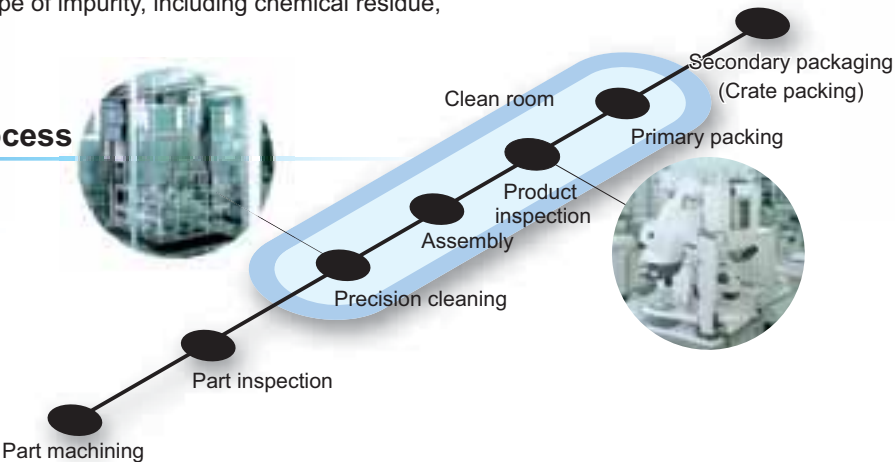 pe of impurity, including chemical residue,
ocess
Secondary packaging
(Crate packing)
Clean room
Primary packing
Product
inspection
Assembly
Precision cleaning
Part inspection
Part machining